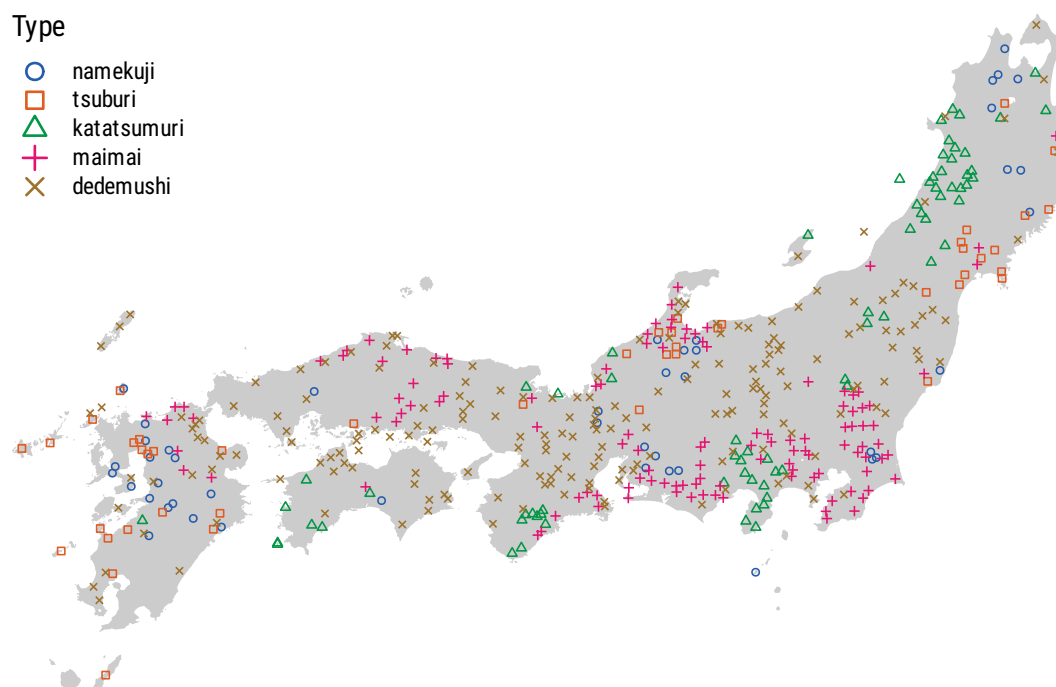 Type
namekuji
tsuburi
katatsumuri
maimai
dedemushi